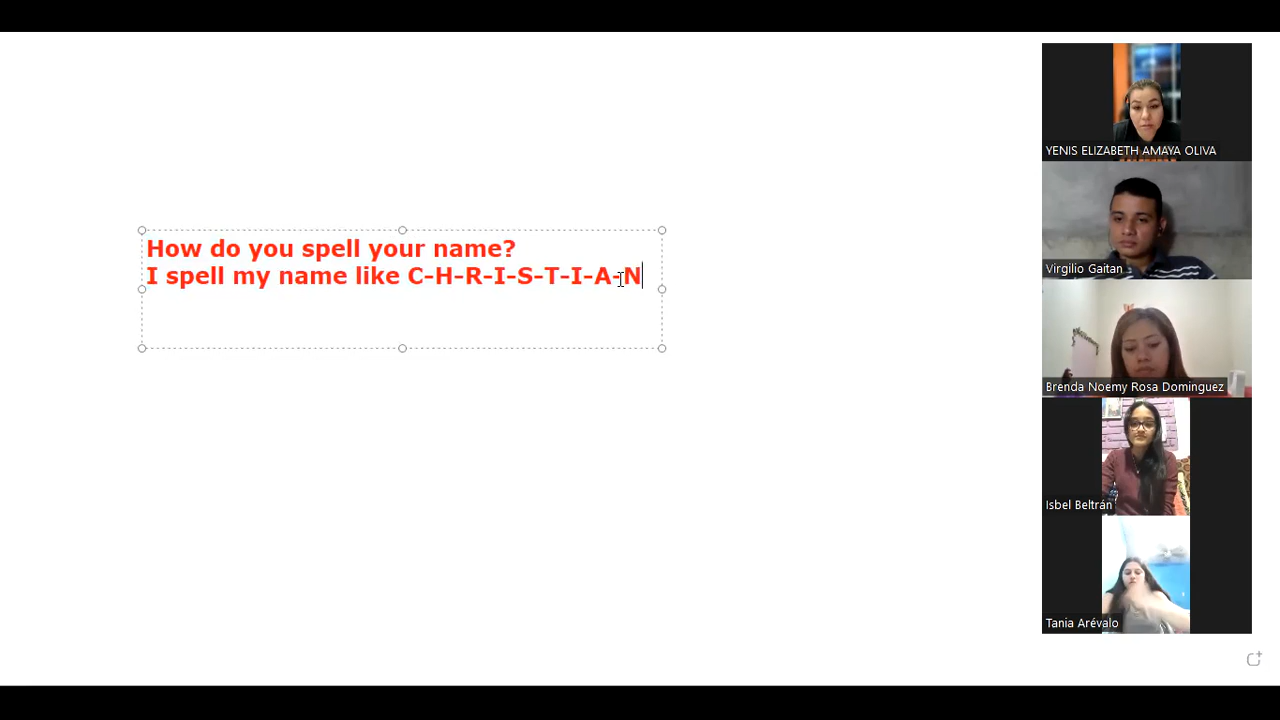 How do you spell your name?
I spell my name like C-H-R-I-S-T-I-A-N
YENIS ELIZABETH AMAYA OLIVA
Virgilio Gaitan
Brenda Noemy Rosa Dominguez
Isbel Beltrán
Tania Arévalo